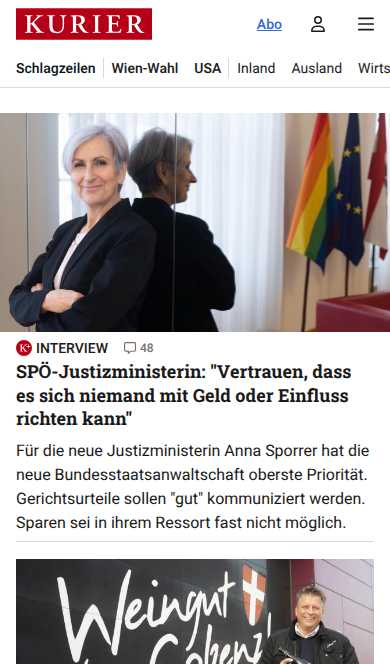 KURIER
Abo
Schlagzeilen Wien-Wahl USA Inland Ausland Wirts
K+ INTERVIEW 48
SPÖ-Justizministerin: "Vertrauen, dass
es sich niemand mit Geld oder Einfluss
richten kann"
Für die neue Justizministerin Anna Sporrer hat die
neue Bundesstaatsanwaltschaft oberste Priorität.
Gerichtsurteile sollen "gut" kommuniziert werden.
Sparen sei in ihrem Ressort fast nicht möglich.
Weingut